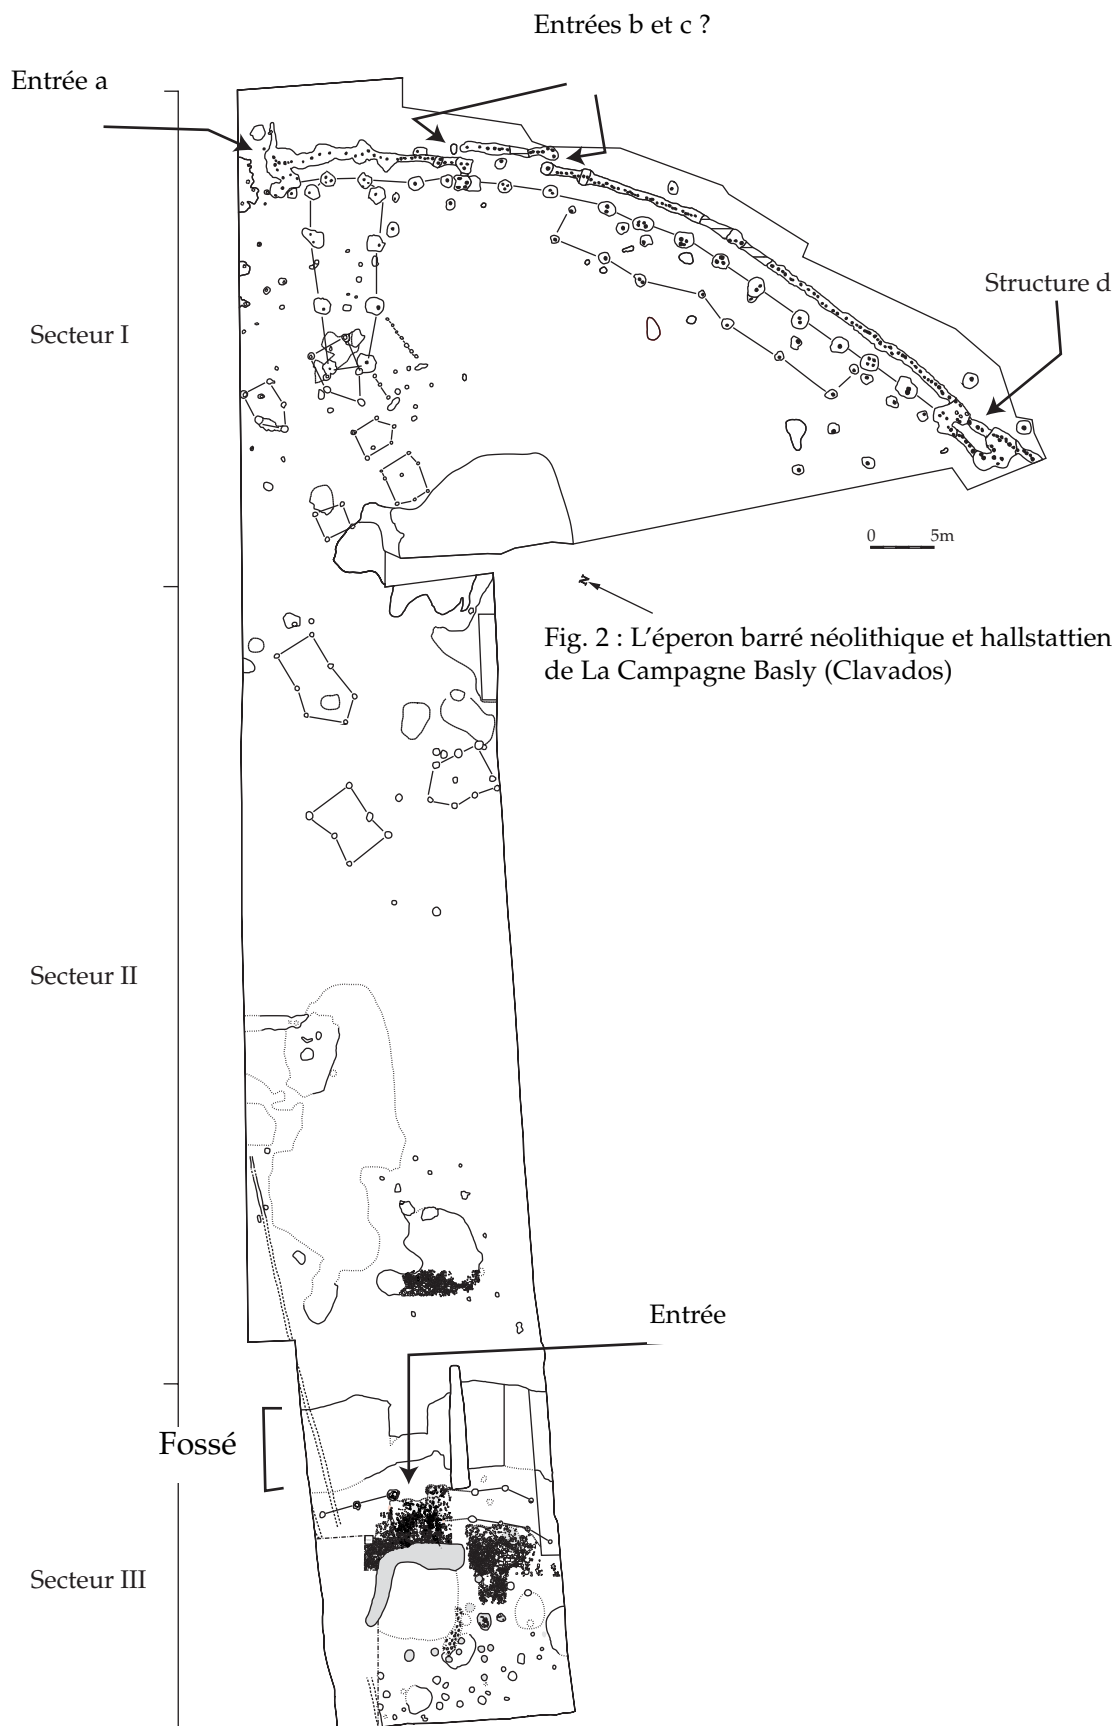 Entrées b et c ?
Entrée a
Structure d
Secteur I
0 5m
N
Fig. 2 : L'éperon barré néolithique et hallstattien
de La Campagne Basly (Clavados)
Secteur II
Entrée
Fossé
Secteur III